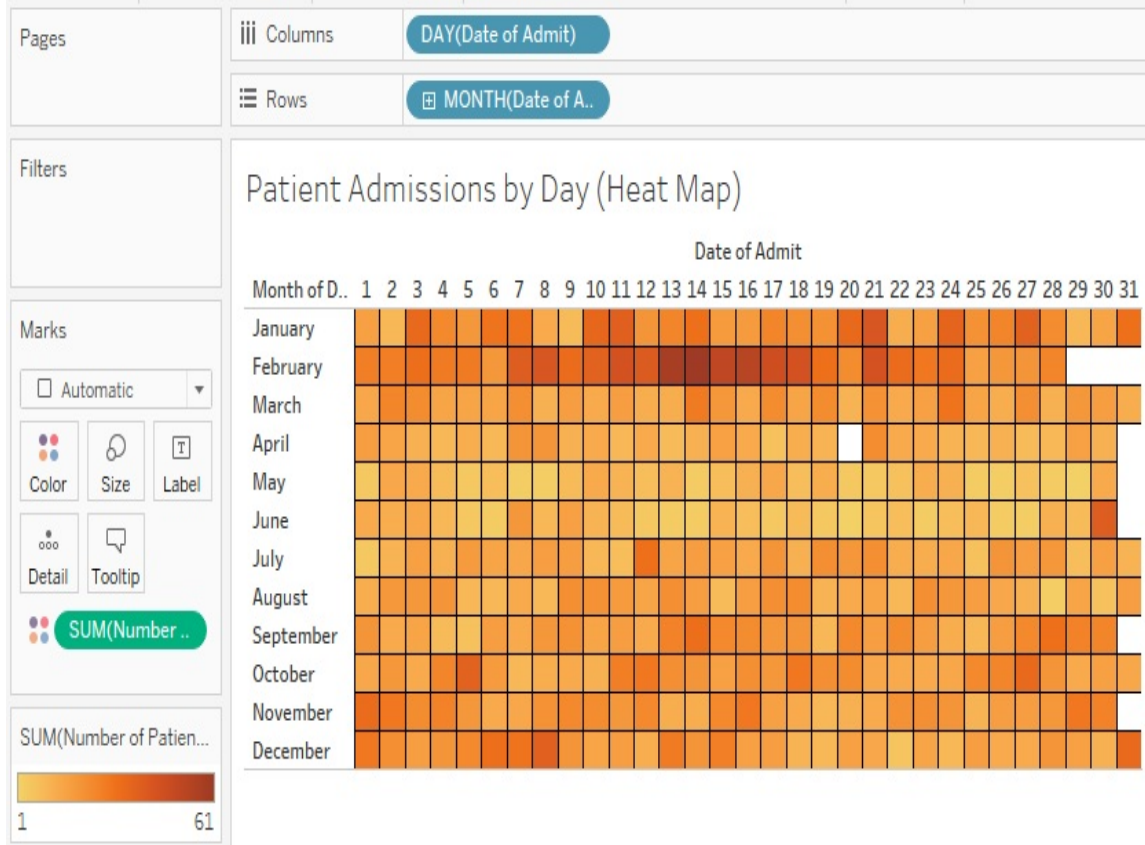 Pages
iii Columns
DAY(Date of Admit)
Rows
MONTH(Date of A..
Filters
Patient Admissions by Day (Heat Map)
Date of Admit
Month of D.. 1 2 3 4 5 6 7 8 9 10 11 12 13 14 15 16 17 18 19 20 21 22 23 24 25 26 27 28 29 30 31
Marks
Automatic
Color Size Label
Detail Tooltip
SUM(Number ..
January
February
March
April
May
June
July
August
September
October
November
December
SUM(Number of Patien...
1 61